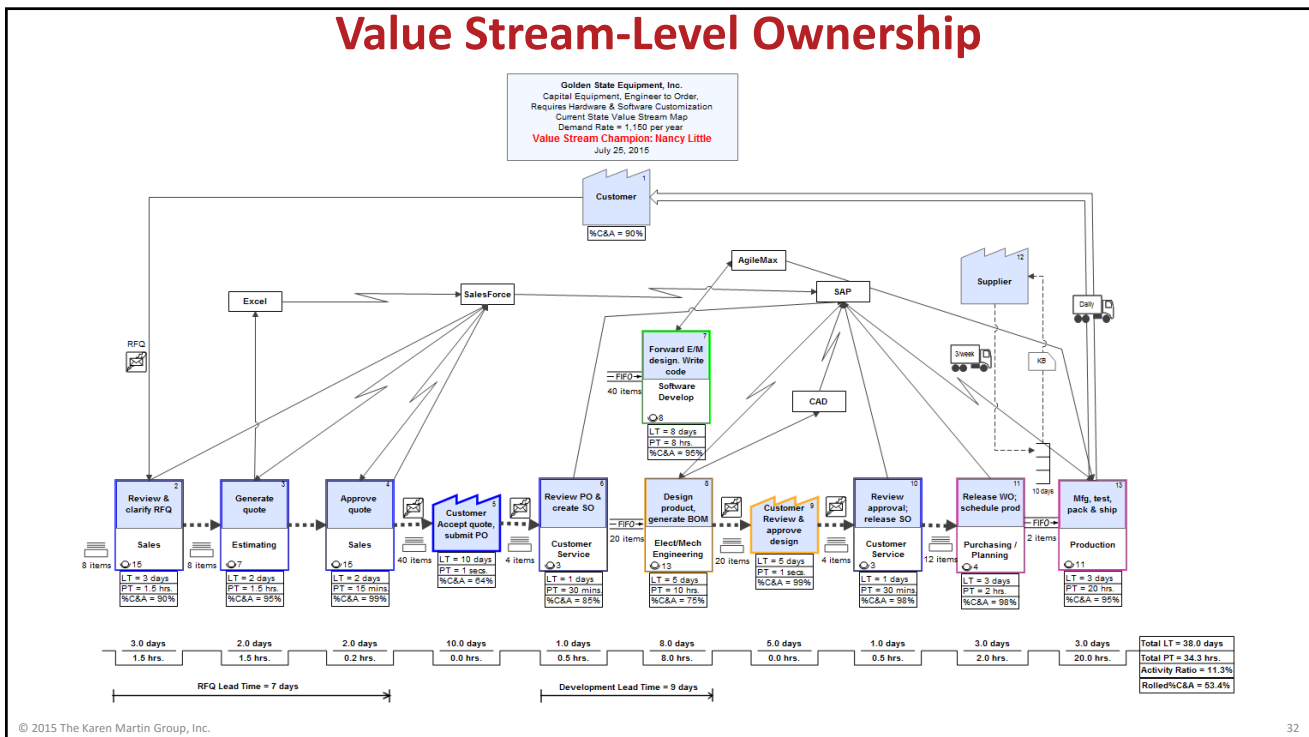 Value Stream-Level Ownership
Golden State Equipment, Inc.
Capital Equipment, Engineer to Order,
Requires Hardware & Software Customization
Current State Value Stream Map
Demand Rate = 1,150 per year
Value Stream Champion: Nancy Little
July 25, 2015
1
Customer
%C&A = 90%
Excel
SalesForce
AgileMax
SAP
CAD
12
Supplier
Daily
3/week
KB
10 days
RFQ
7
Forward E/M
design. Write
code
Software
Develop
8
LT = 8 days
PT = 8 hrs.
%C&A = 95%
FIFO
40 items
8 items
2
Review &
clarify RFQ
Sales
15
LT = 3 days
PT = 1.5 hr.
%C&A = 90%
8 items
3
Generate
quote
Estimating
7
LT = 2 days
PT = 1.5 hrs.
%C&A = 95%
4
Approve
quote
Sales
15
LT = 2 days
PT = 15 mins.
%C&A = 99%
40 items
5
Customer
Accept quote,
submit PO
LT = 10 days
PT = 1 secs.
%C&A = 64%
4 items
6
Review PO &
create SO
Customer
Service
3
LT = 1 days
PT = 30 mins.
%C&A = 85%
FIFO
20 items
8
Design
product,
generate BOM
Elect/Mech
Engineering
13
LT = 5 days
PT = 10 hrs.
%C&A = 75%
20 items
9
Customer
Review &
approve
design
LT = 5 days
PT = 1 secs.
%C&A = 99%
40 items
10
Review
approval;
release SO
Customer
Service
3
LT = 1 days
PT = 30 mins.
%C&A = 98%
12 items
11
Release WO;
schedule prod
Purchasing /
Planning
4
LT = 3 days
PT = 2 hrs.
%C&A = 98%
FIFO
2 items
13
Mfg, test,
pack & ship
Production
11
LT = 3 days
PT = 20 hrs.
%C&A = 95%
3.0 days
1.5 hrs.
2.0 days
1.5 hrs.
2.0 days
0.2 hrs.
10.0 days
0.0 hrs.
1.0 days
0.5 hrs.
8.0 days
8.0 hrs.
5.0 days
0.0 hrs.
1.0 days
0.5 hrs.
3.0 days
2.0 hrs.
3.0 days
20.0 hrs.
Total LT = 38.0 days
Total PT = 34.3 hrs.
Activity Ratio = 11.3%
Rolled%C&A = 53.4%
RFQ Lead Time = 7 days
Development Lead Time = 9 days
© 2015 The Karen Martin Group, Inc.
32